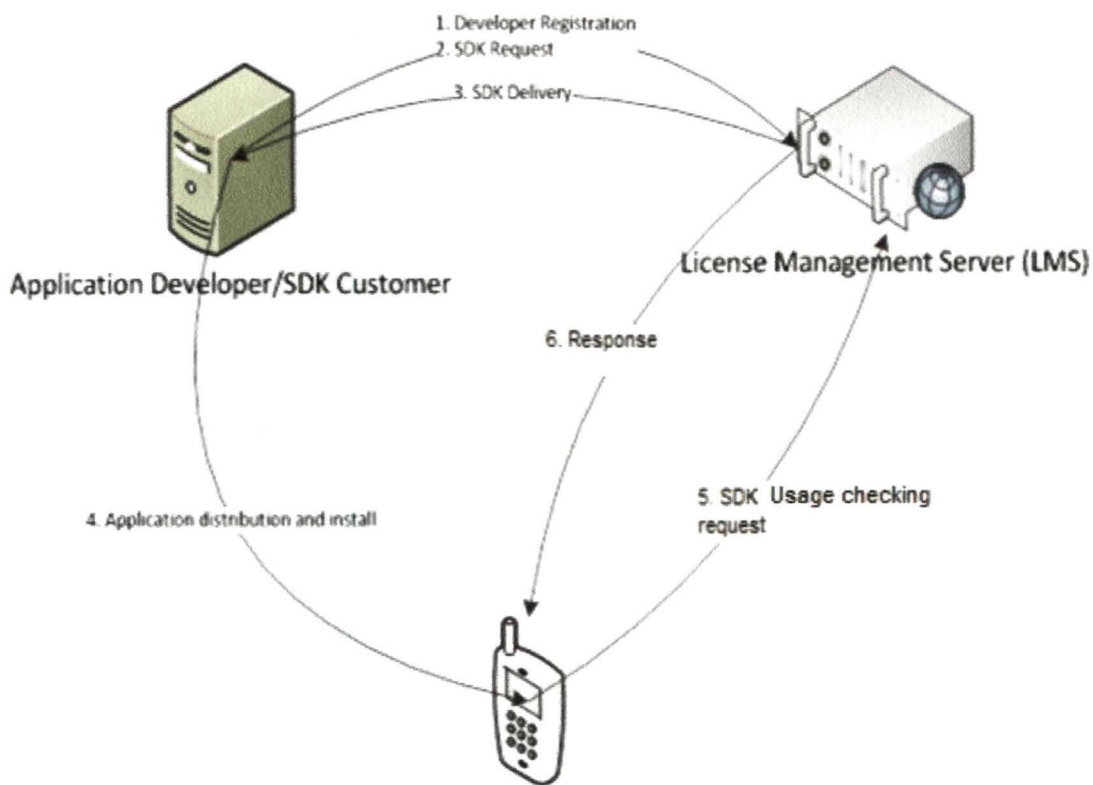 1. Developer Registration
2. SDK Request
3. SDK Delivery
Application Developer/SDK Customer
License Management Server (LMS)
6. Response
4. Application distribution and install
5. SDK Usage checking
request